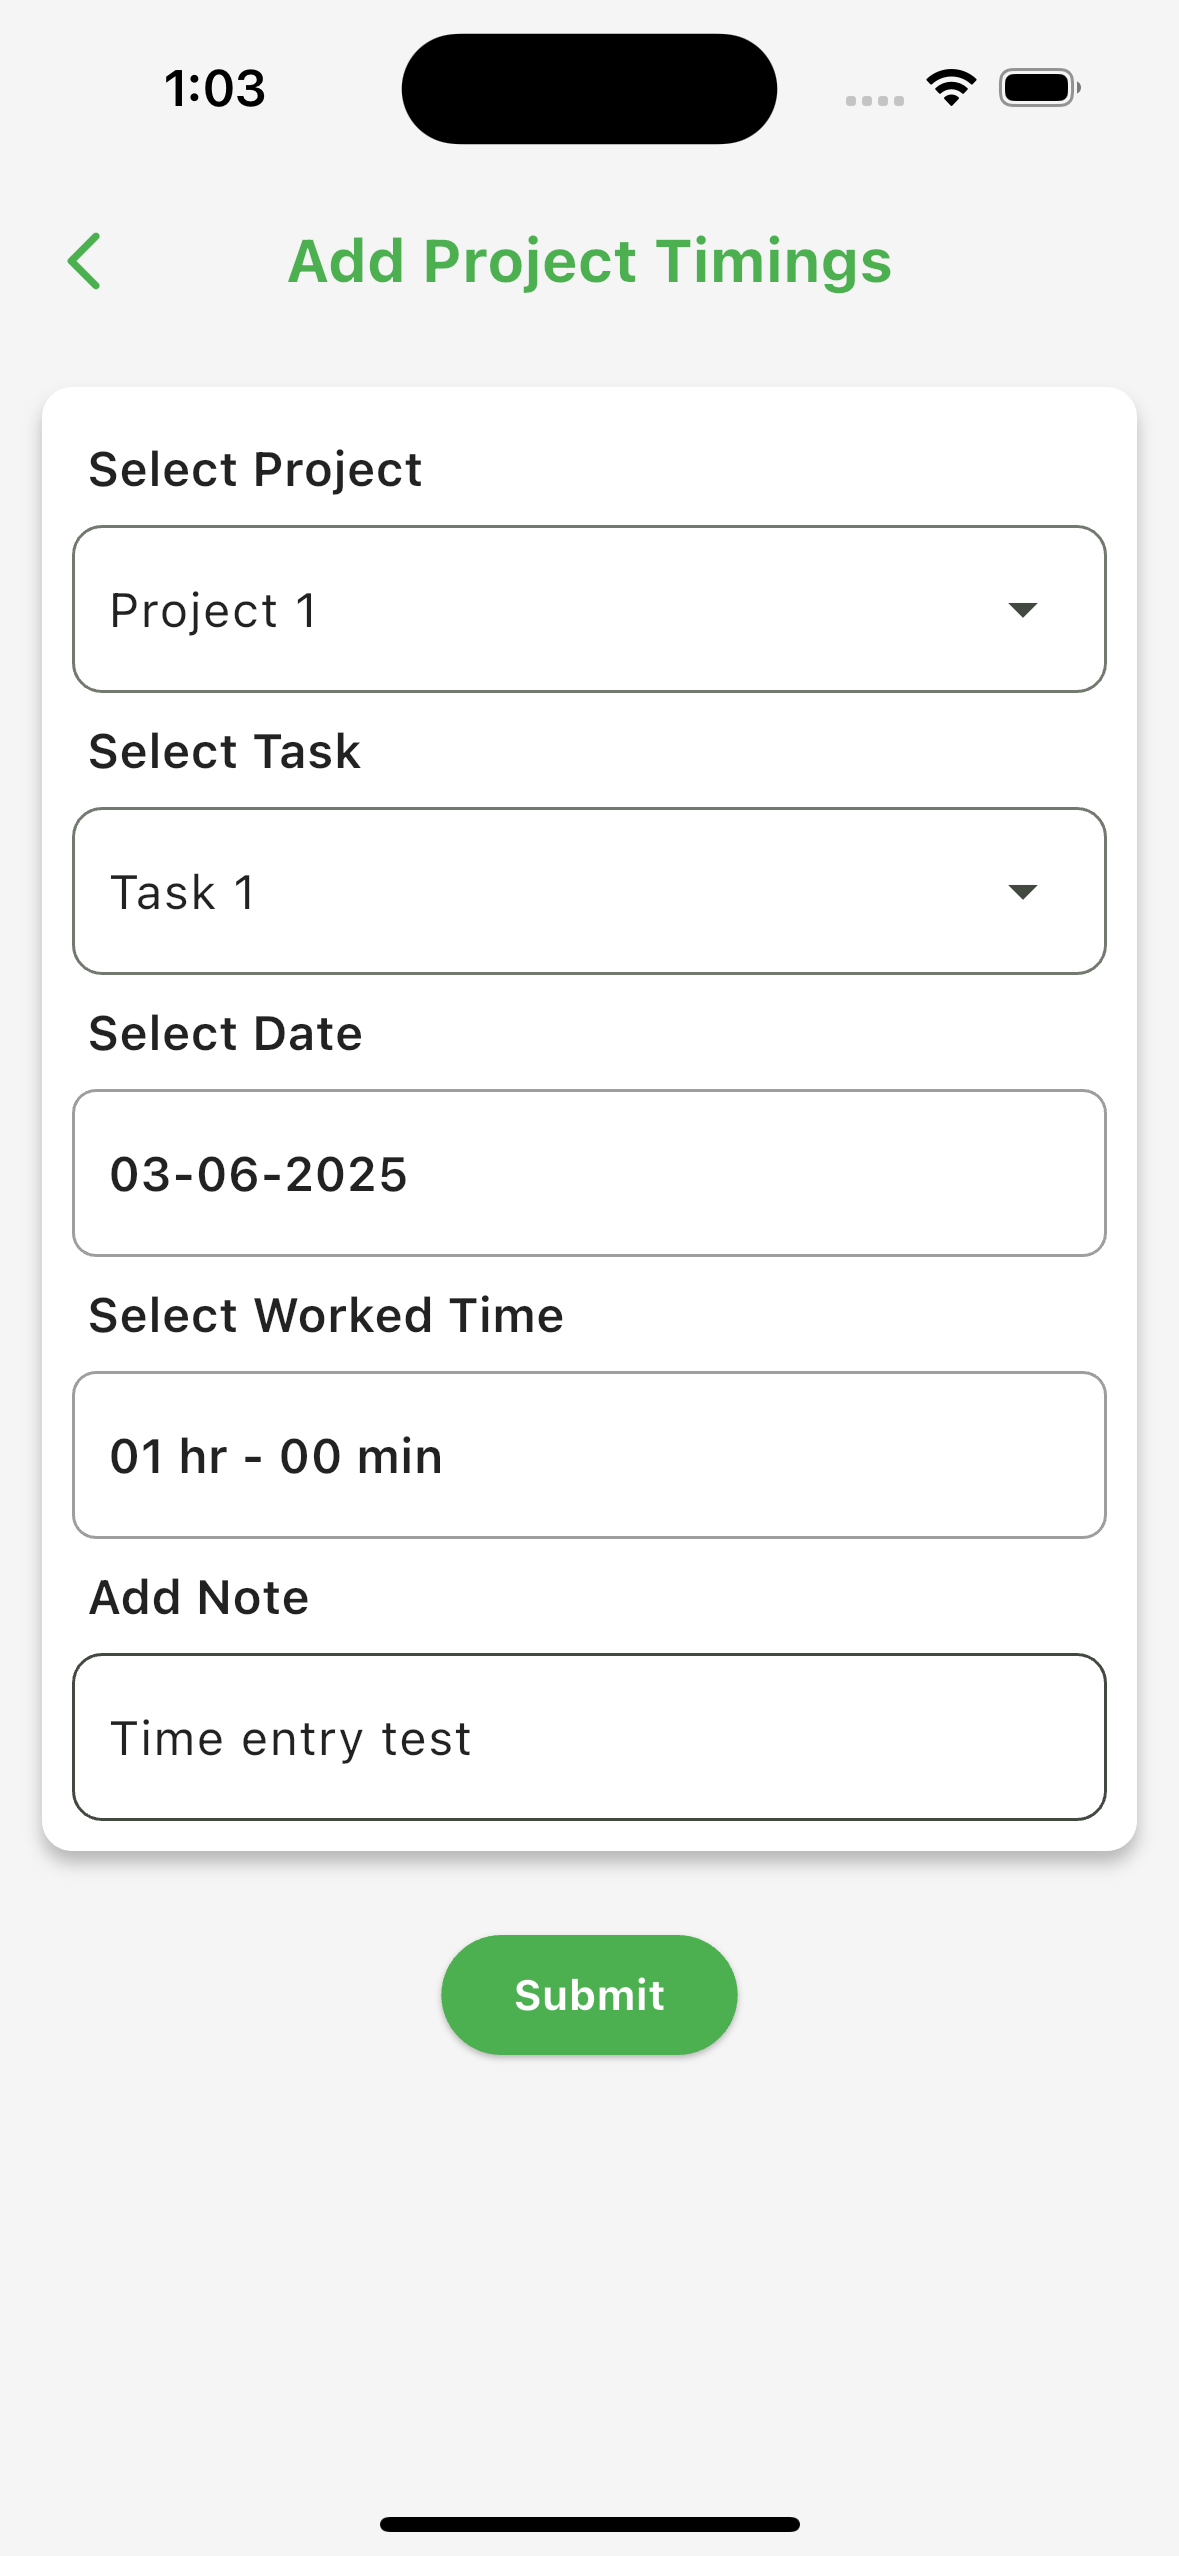 1:03
Add Project Timings
Select Project
Project 1
Select Task
Task 1
Select Date
03-06-2025
Select Worked Time
01 hr - 00 min
Add Note
Time entry test
Submit